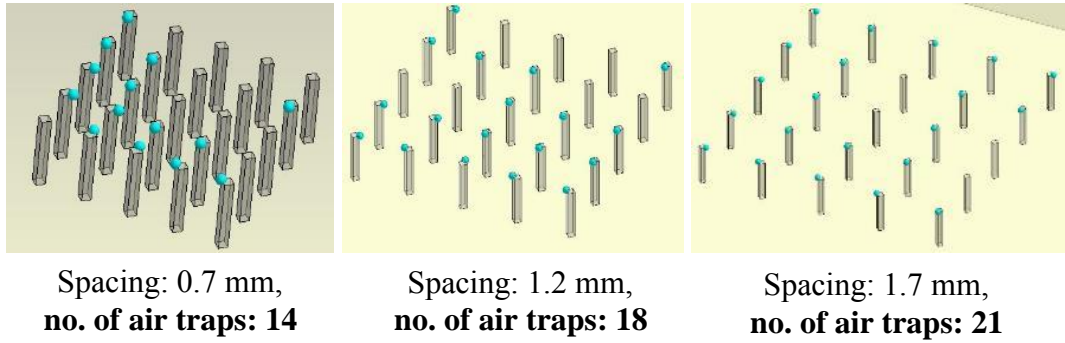 Spacing: 0.7 mm,
no. of air traps: 14
Spacing: 1.2 mm,
no. of air traps: 18
Spacing: 1.7 mm,
no. of air traps: 21